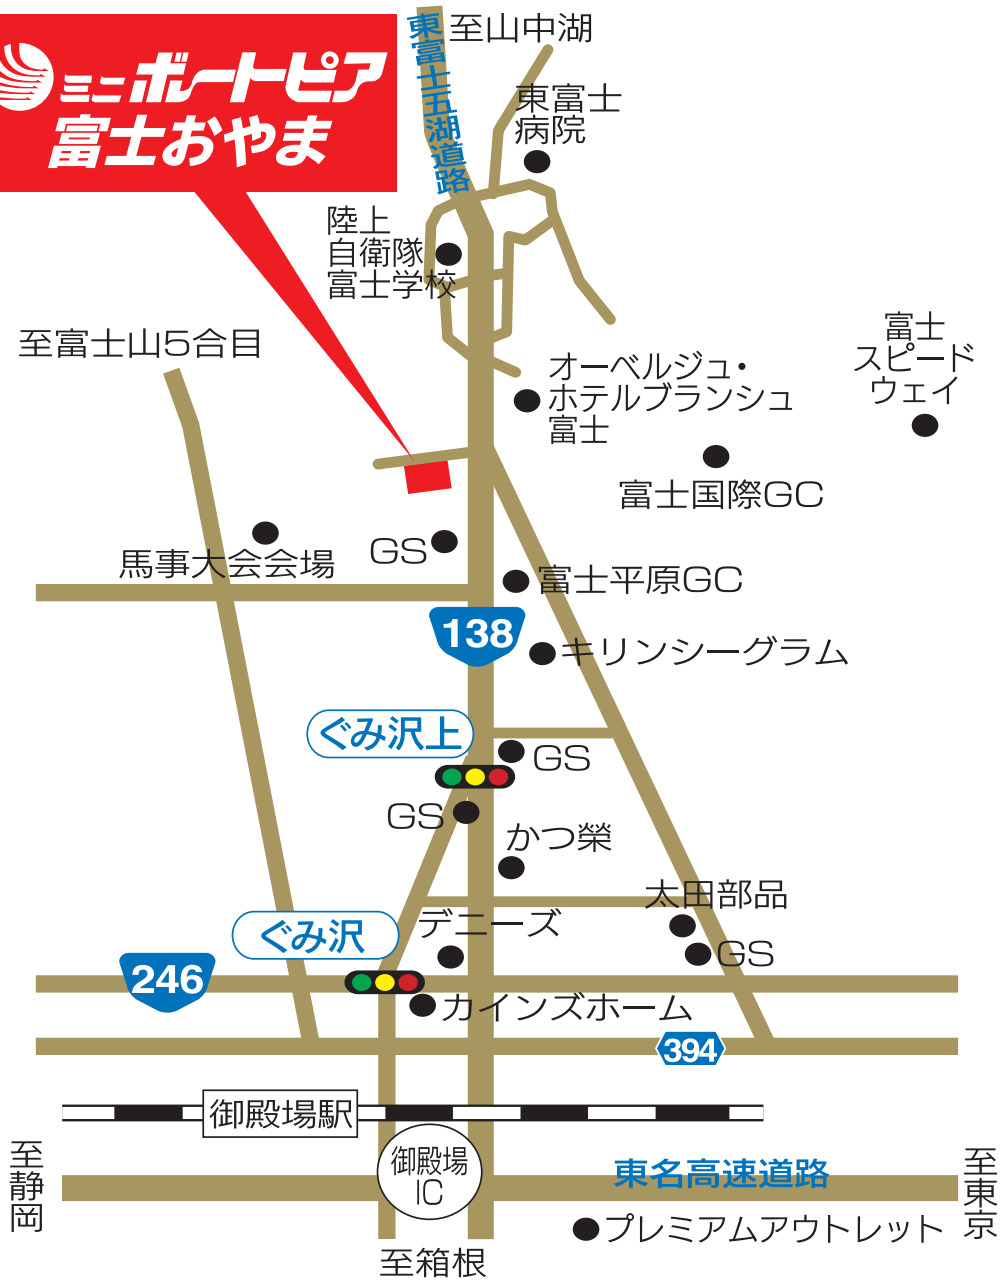 ミニボートピア
富士おやま
東富士五湖道路
至山中湖
東富士
病院
陸上
自衛隊
富士学校
至富士山5合目
オーベルジュ・
ホテルブランシュ
富士
富士
スピード
ウェイ
富士国際GC
馬事大会会場
GS
富士平原GC
138
キリンシーグラム
ぐみ沢上
GS
GS
かつ榮
太田部品
ぐみ沢
デニーズ
GS
246
カインズホーム
394
御殿場駅
至静岡
御殿場
IC
東名高速道路
至東京
プレミアムアウトレット
至箱根